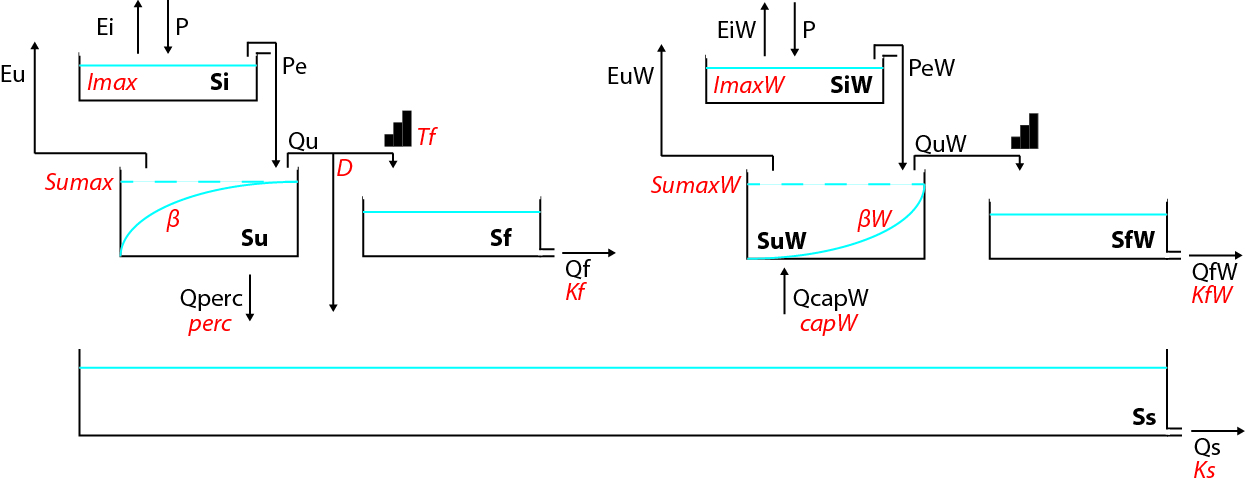 Ei
P
Eu
Imax
Si
Pe
Qu
Tf
D
Sumax
β
Su
Sf
Qf
Kf
Qperc
perc
EiW
P
EuW
ImaxW
SiW
PeW
QuW
SumaxW
βW
SuW
SfW
QfW
KfW
QcapW
capW
Ss
Qs
Ks